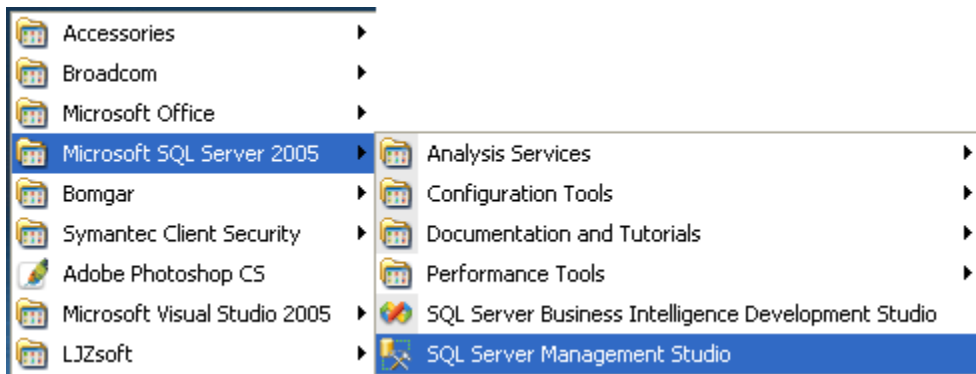 Accessories
Broadcom
Microsoft Office
Microsoft SQL Server 2005
Bomgar
Symantec Client Security
Adobe Photoshop CS
Microsoft Visual Studio 2005
LJZsoft
Analysis Services
Configuration Tools
Documentation and Tutorials
Performance Tools
SQL Server Business Intelligence Development Studio
SQL Server Management Studio